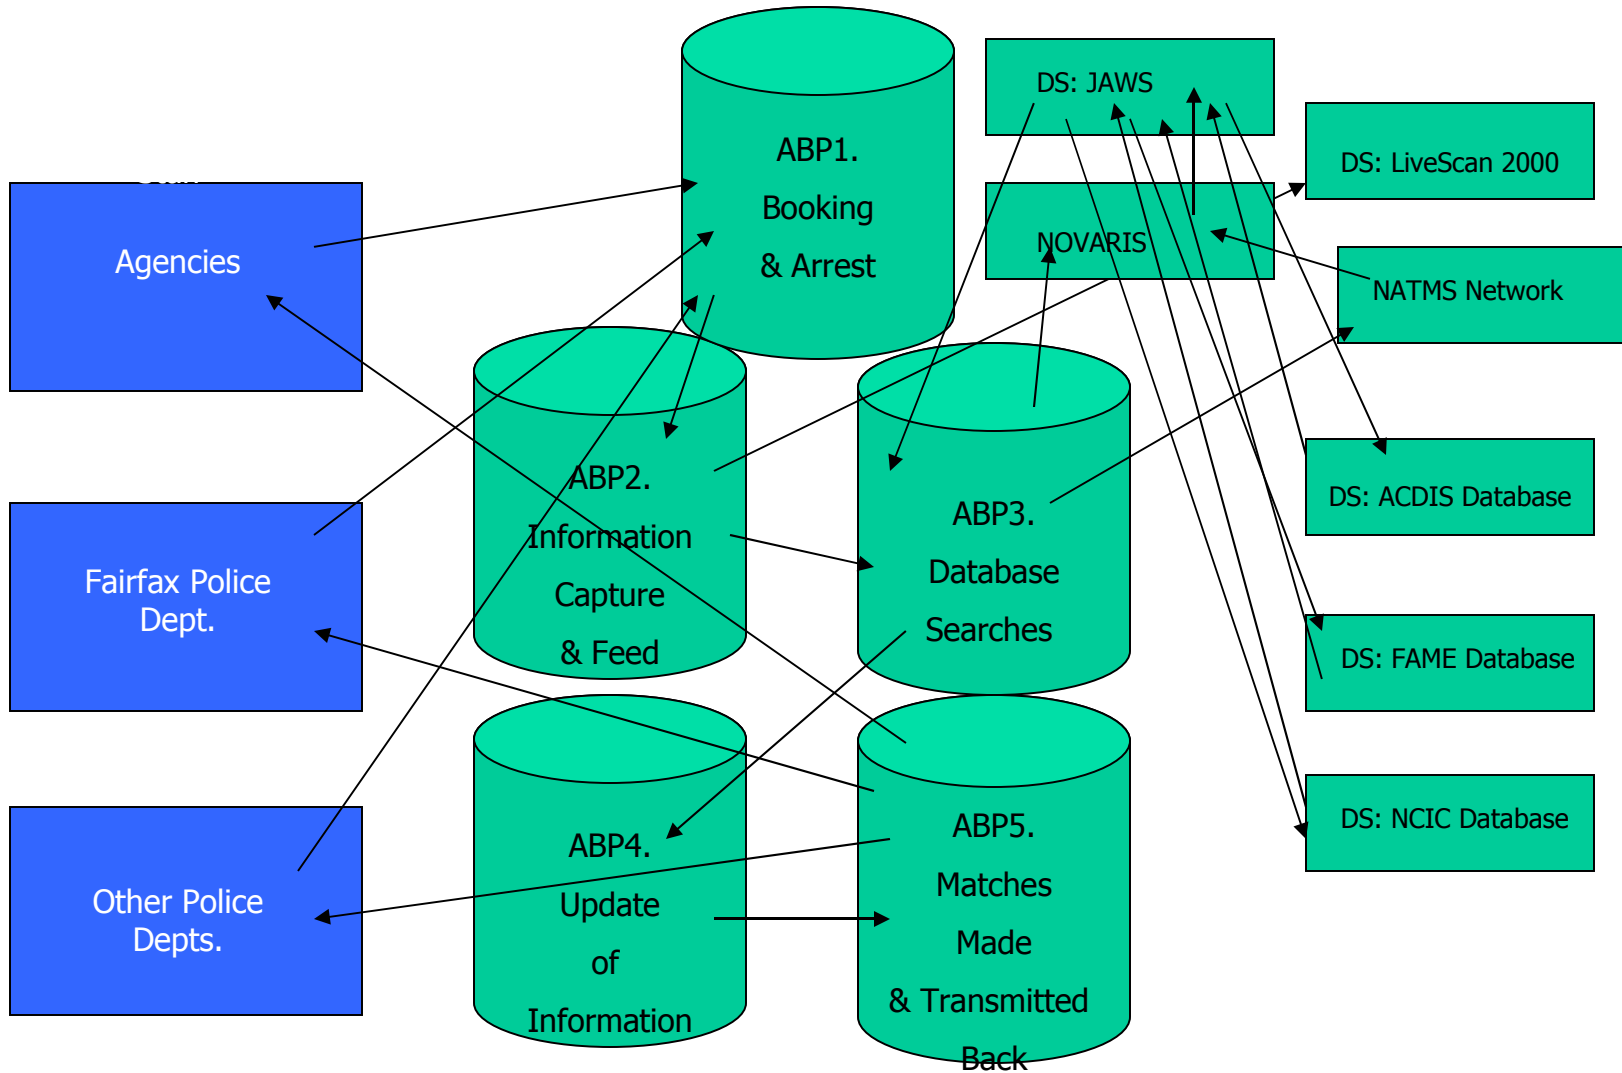 Agencies
Fairfax Police
Dept.
Other Police
Depts.
ABP1.
Booking
& Arrest
ABP2.
Information
Capture
& Feed
ABP3.
Database
Searches
ABP4.
Update
of
Information
ABP5.
Matches
Made
& Transmitted
Back
DS: JAWS
NOVARIS
DS: LiveScan 2000
NATMS Network
DS: ACDIS Database
DS: FAME Database
DS: NCIC Database